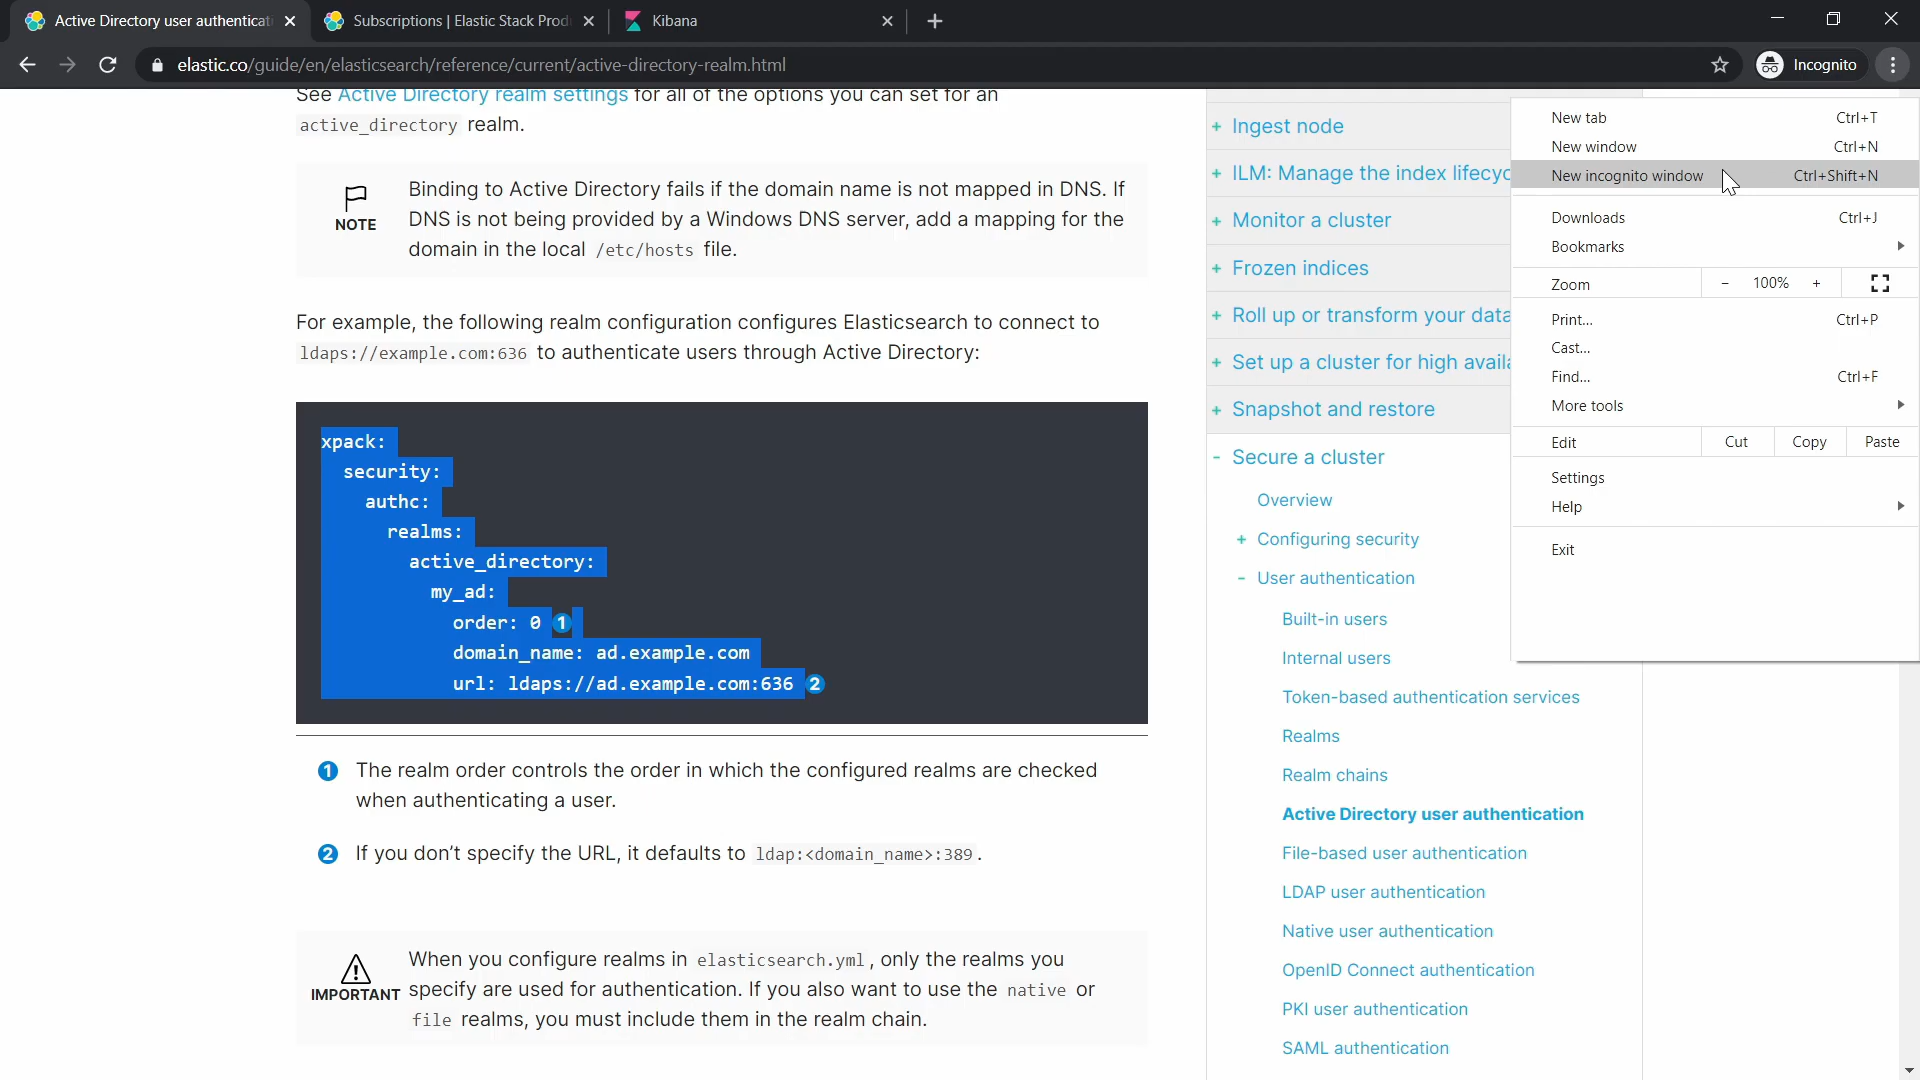 Active Directory user authenticat
Subscriptions | Elastic Stack Prod
Kibana
elastic.co/guide/en/elasticsearch/reference/current/active-directory-realm.html
Incognito
See Active Directory realm settings for all of the options you can set for an
active_directory realm.
NOTE
Binding to Active Directory fails if the domain name is not mapped in DNS. If
DNS is not being provided by a Windows DNS server, add a mapping for the
domain in the local /etc/hosts file.
For example, the following realm configuration configures Elasticsearch to connect to
ldaps://example.com:636 to authenticate users through Active Directory:
xpack:
security:
authc:
realms:
active_directory:
my_ad:
order: 0 1
domain_name: ad.example.com
url: ldaps://ad.example.com:636 2
1 The realm order controls the order in which the configured realms are checked
when authenticating a user.
2 If you don't specify the URL, it defaults to ldap:<domain_name>:389.
IMPORTANT
When you configure realms in elasticsearch.yml, only the realms you
specify are used for authentication. If you also want to use the native or
file realms, you must include them in the realm chain.
+ Ingest node
+ ILM: Manage the index lifecyc
+ Monitor a cluster
+ Frozen indices
+ Roll up or transform your data
+ Set up a cluster for high avail
+ Snapshot and restore
- Secure a cluster
Overview
+ Configuring security
- User authentication
Built-in users
Internal users
Token-based authentication services
Realms
Realm chains
Active Directory user authentication
File-based user authentication
LDAP user authentication
Native user authentication
OpenID Connect authentication
PKI user authentication
SAML authentication
New tab Ctrl+T
New window Ctrl+N
New incognito window Ctrl+Shift+N
Downloads Ctrl+J
Bookmarks
Zoom - 100% +
Print... Ctrl+P
Cast...
Find... Ctrl+F
More tools
Edit Cut Copy Paste
Settings
Help
Exit